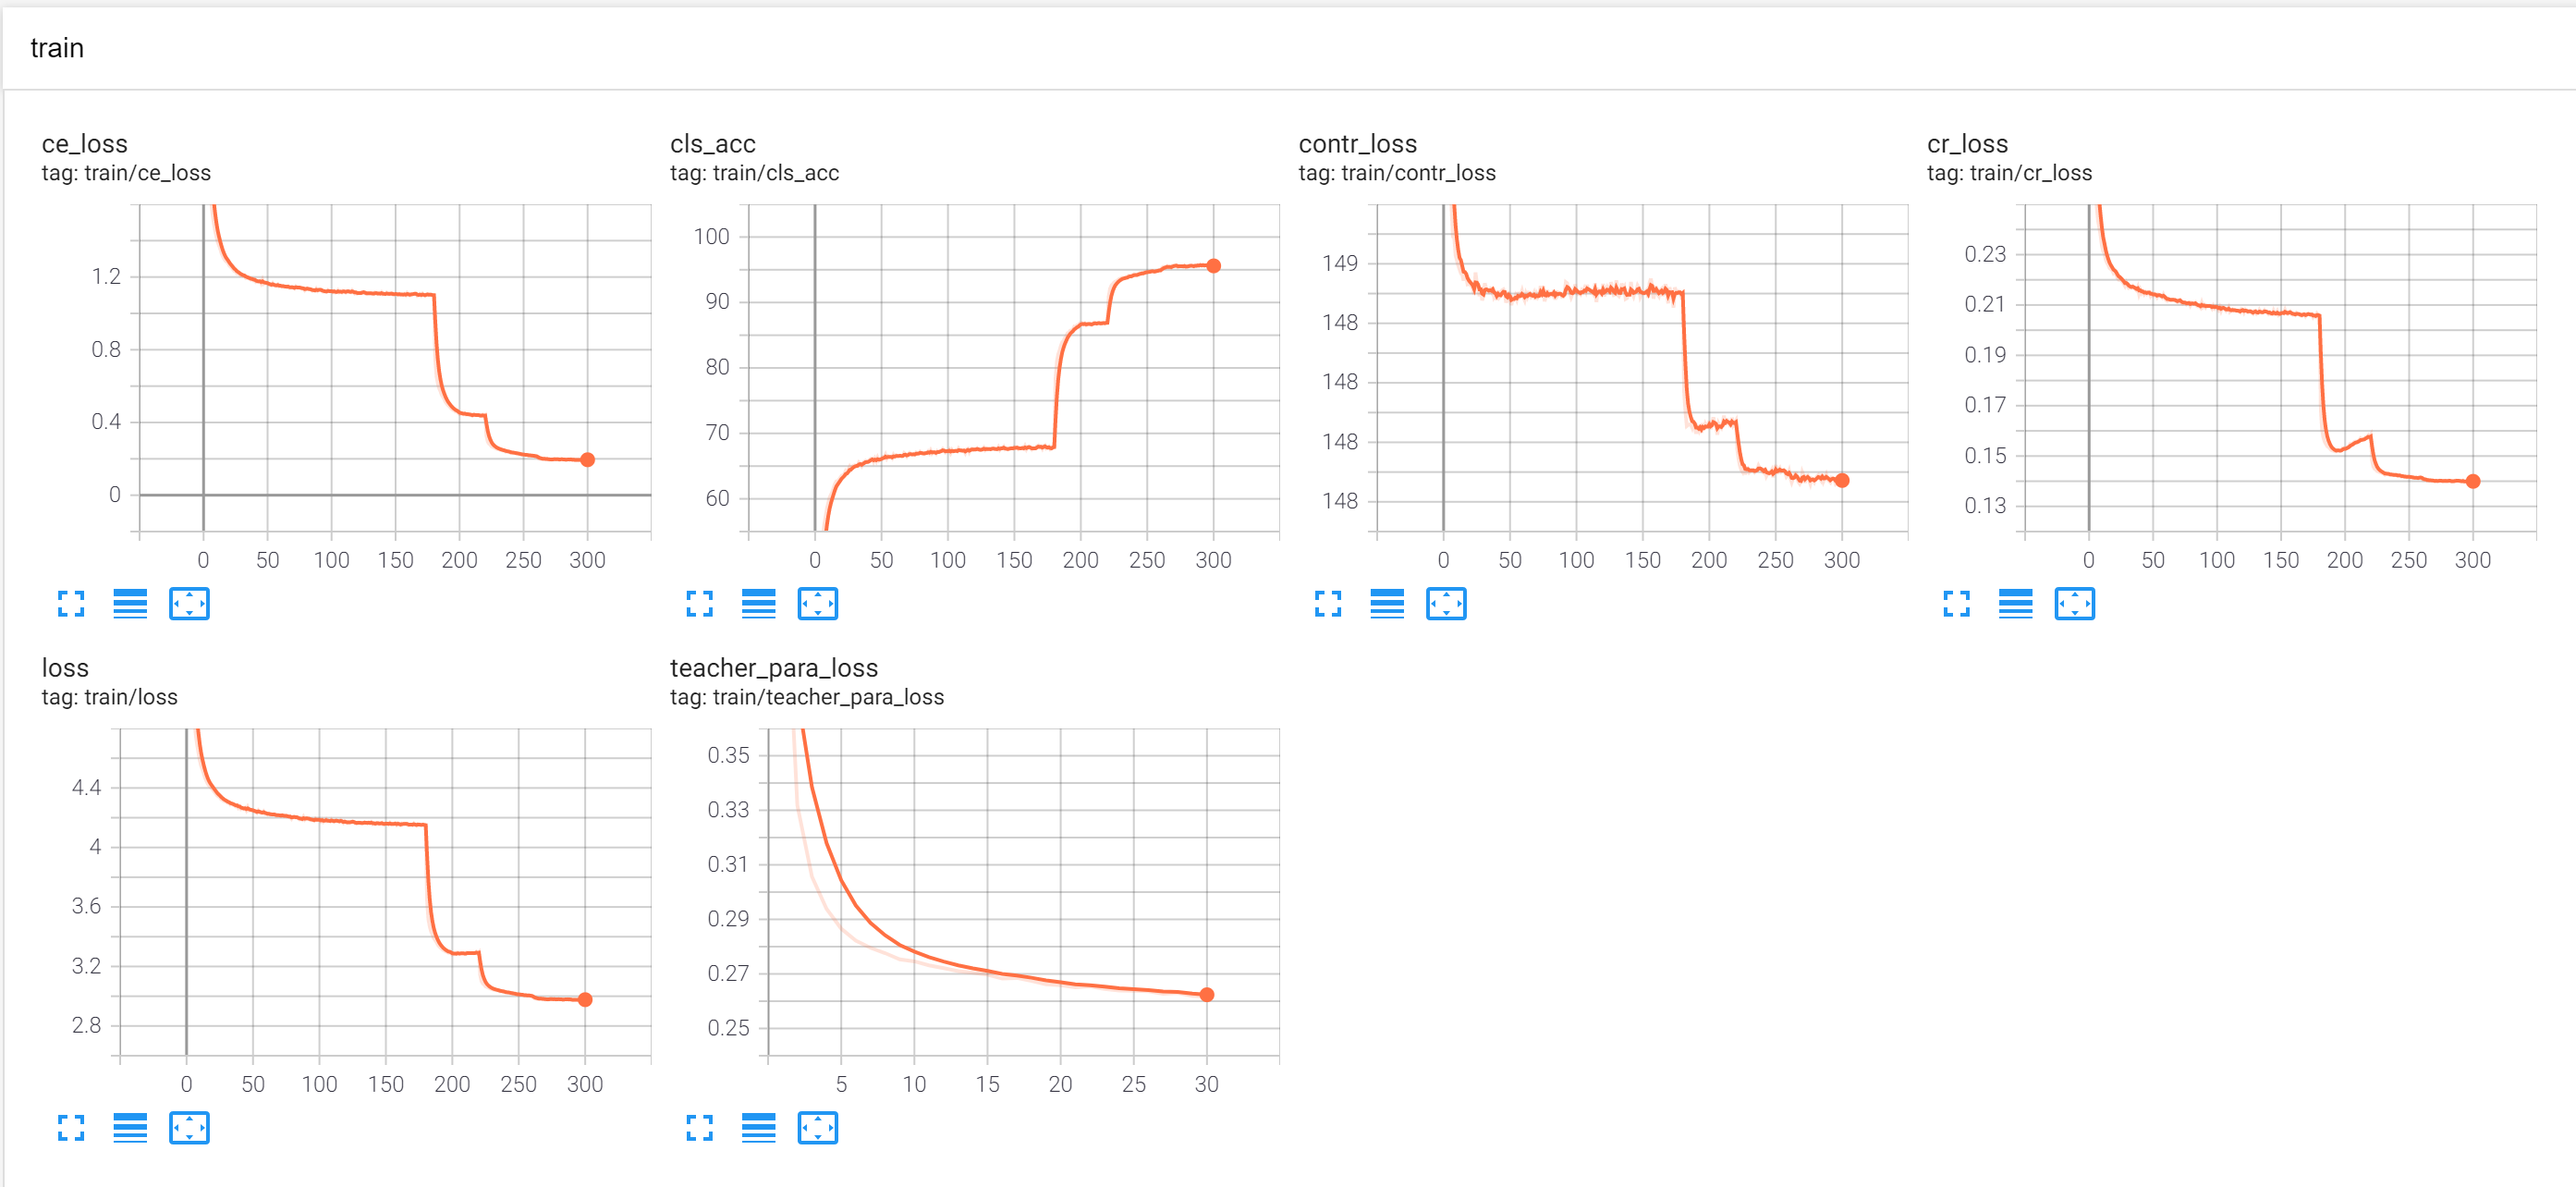 train
ce_loss
tag: train/ce_loss
1.2
0.8
0.4
0
0 50 100 150 200 250 300
cls_acc
tag: train/cls_acc
100
90
80
70
60
0 50 100 150 200 250 300
contr_loss
tag: train/contr_loss
149
148
148
148
148
0 50 100 150 200 250 300
cr_loss
tag: train/cr_loss
0.23
0.21
0.19
0.17
0.15
0.13
0 50 100 150 200 250 300
loss
tag: train/loss
4.4
4
3.6
3.2
2.8
0 50 100 150 200 250 300
teacher_para_loss
tag: train/teacher_para_loss
0.35
0.33
0.31
0.29
0.27
0.25
5 10 15 20 25 30